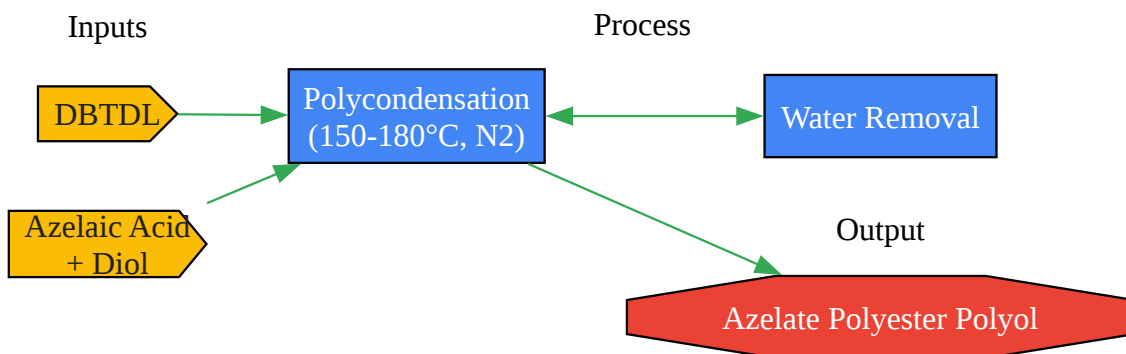 Inputs
Process
DBTDL
Polycondensation
(150-180°C, N2)
Water Removal
Azelaic Acid
+ Diol
Output
Azelate Polyester Polyol